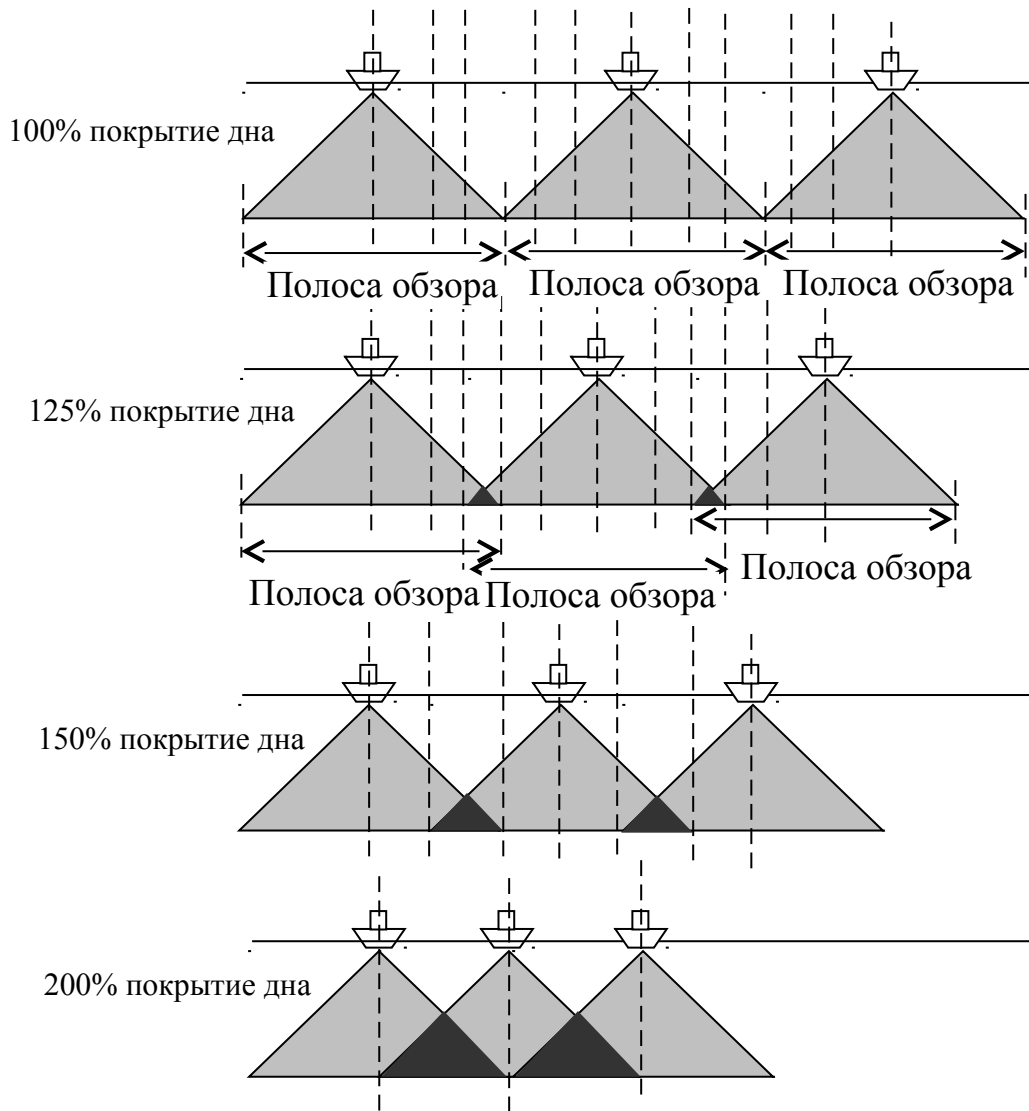 100% покрытие дна
Полоса обзора
Полоса обзора
Полоса обзора
125% покрытие дна
Полоса обзора
Полоса обзора
Полоса обзора
150% покрытие дна
200% покрытие дна